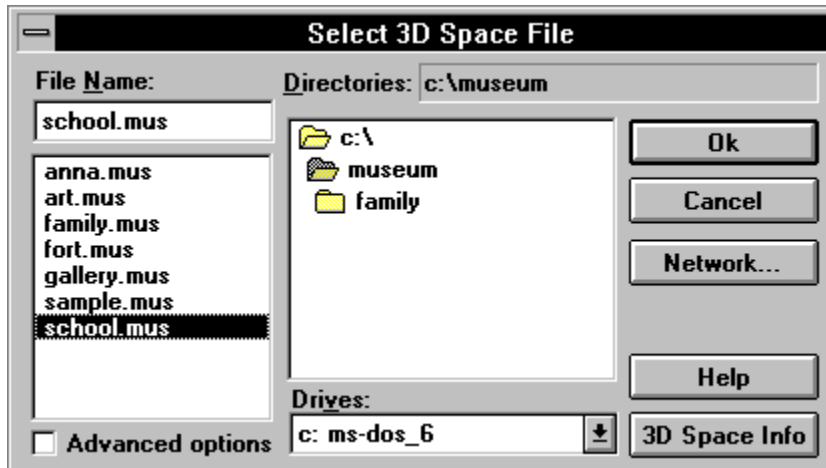 Select 3D Space File
File Name:
school.mus
anna.mus
art.mus
family.mus
fort.mus
gallery.mus
sample.mus
school.mus
Advanced options
Directories: c:\museum
c:\
museum
family
Drives:
c: ms-dos_6
Ok
Cancel
Network...
Help
3D Space Info